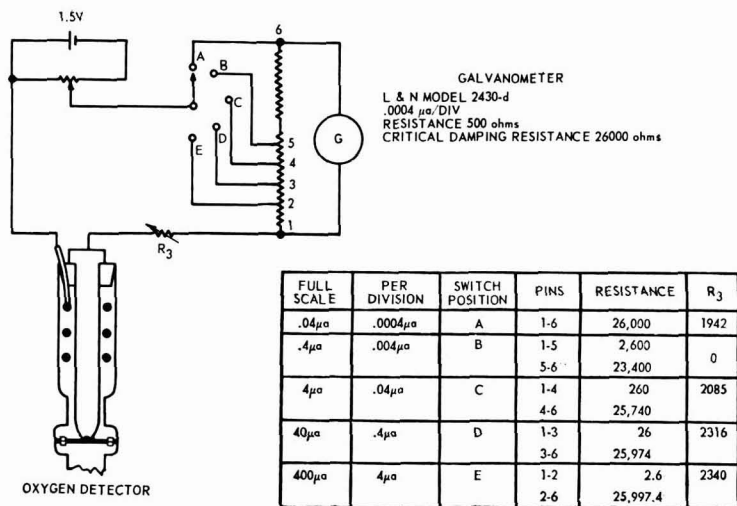 1.5V
A
B
C
D
E
6
5
4
3
2
1
G
R3
GALVANOMETER
L & N MODEL 2430-d
.0004 μa/DIV
RESISTANCE 500 ohms
CRITICAL DAMPING RESISTANCE 26000 ohms
OXYGEN DETECTOR
FULL SCALE PER DIVISION SWITCH POSITION PINS RESISTANCE R3
.04μa .0004μa A 1-6 26,000 1942
.4μa .004μa B 1-5 2,600 0
5-6 23,400
4μa .04μa C 1-4 260 2085
4-6 25,740
40μa .4μa D 1-3 26 2316
3-6 25,974
400μa 4μa E 1-2 2.6 2340
2-6 25,997.4